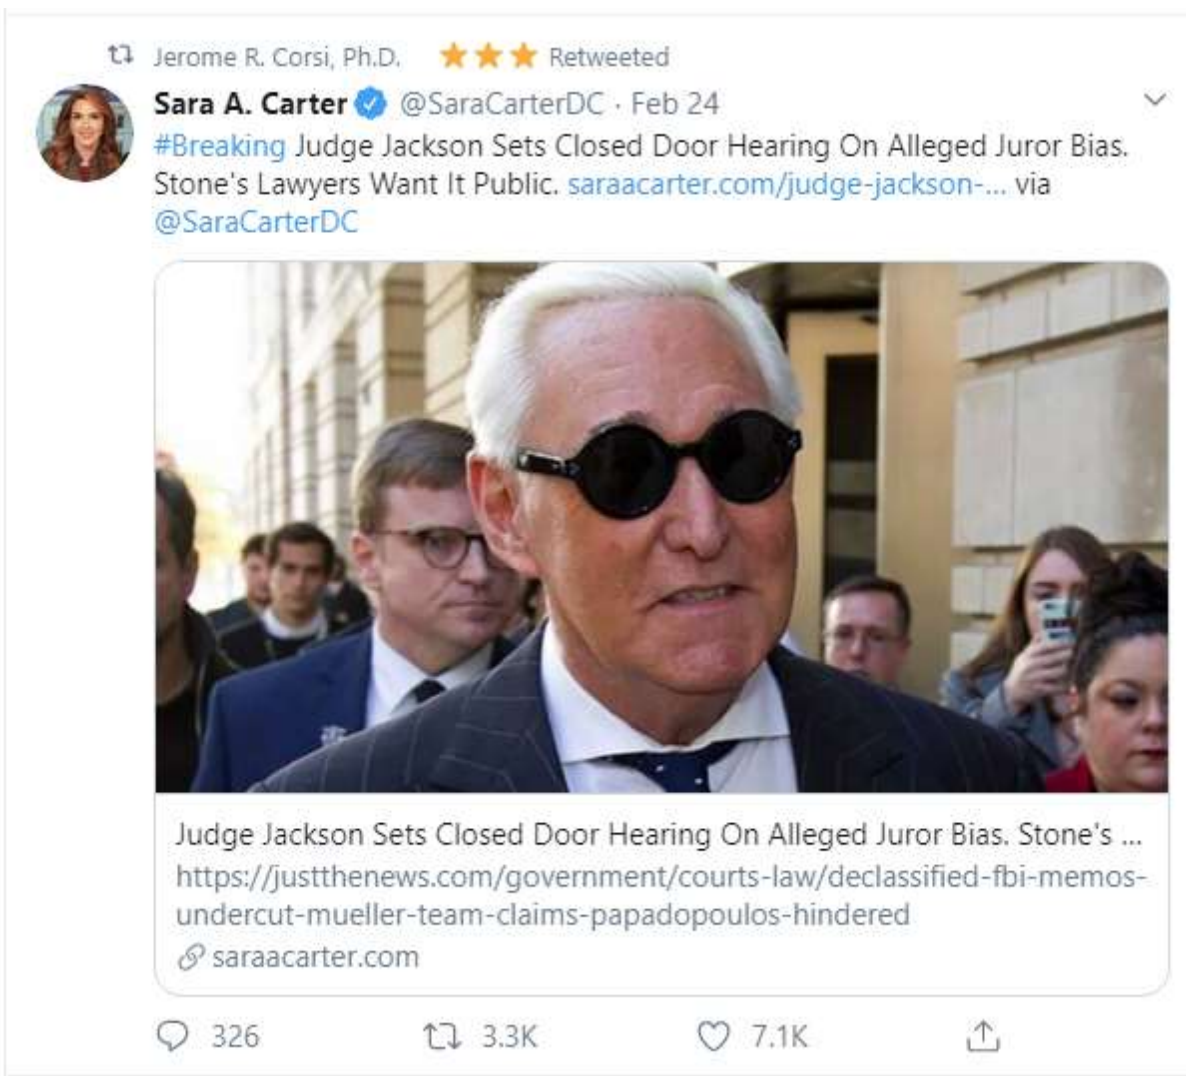 Jerome R. Corsi, Ph.D. ⭐⭐⭐ Retweeted
Sara A. Carter @SaraCarterDC · Feb 24
#Breaking Judge Jackson Sets Closed Door Hearing On Alleged Juror Bias.
Stone's Lawyers Want It Public. saraacarter.com/judge-jackson-... via
@SaraCarterDC
Judge Jackson Sets Closed Door Hearing On Alleged Juror Bias. Stone's ...
https://justthenews.com/government/courts-law/declassified-fbi-memos-
undercut-mueller-team-claims-papadopoulos-hindered
saraacarter.com
326 3.3K 7.1K